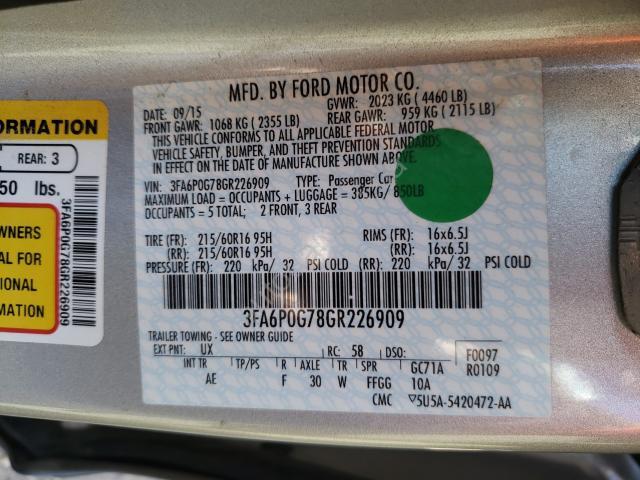 MFD. BY FORD MOTOR CO.
DATE: 09/15 GVWR: 2023 KG ( 4460 LB)
FRONT GAWR: 1068 KG ( 2355 LB) REAR GAWR: 959 KG ( 2115 LB)
THIS VEHICLE CONFORMS TO ALL APPLICABLE FEDERAL MOTOR
VEHICLE SAFETY, BUMPER, AND THEFT PREVENTION STANDARDS
IN EFFECT ON THE DATE OF MANUFACTURE SHOWN ABOVE.
VIN: 3FA6P0G78GR226909 TYPE: Passenger Car
MAXIMUM LOAD = OCCUPANTS + LUGGAGE = 385KG/ 850LB
OCCUPANTS = 5 TOTAL; 2 FRONT, 3 REAR
TIRE (FR): 215/60R16 95H RIMS (FR): 16x6.5J
(RR): 215/60R16 95H (RR): 16x6.5J
PRESSURE (FR): 220 kPa/ 32 PSI COLD (RR): 220 kPa/ 32 PSI COLD
3FA6P0G78GR226909
TRAILER TOWING - SEE OWNER GUIDE
EXT PNT: UX RC: 58 DSO: F0097
R0109
INT TR TP/PS R AXLE TR SPR GC71A
AE F 30 W FFGG 10A
CMC 5U5A-5420472-AA
FORMATION
REAR: 3
50 lbs.
WNERS
AL FOR
TIONAL
ON
3FA6P0G78GR226909